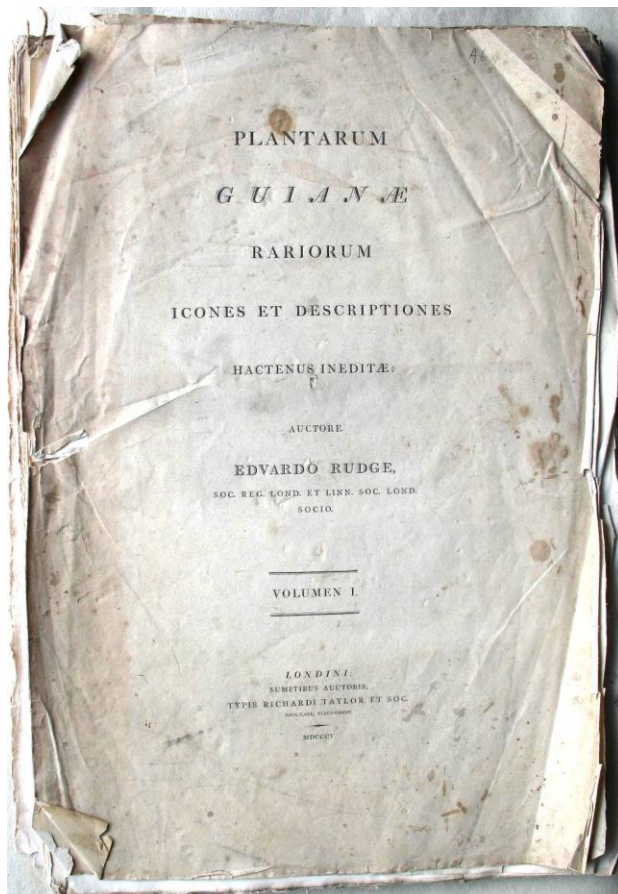 PLANTARUM
GUIANÆ
RARIORUM
ICONES ET DESCRIPTIONES
HACTENUS INEDITÆ:
AUCTORE
EDVARDO RUDGE,
SOC. REG. LOND. ET LINN. SOC. LOND.
SOCIO.
VOLUMEN I.
LONDINI:
SUMPTIBUS AUCTORIS,
TYPIS RICHARDI TAYLOR ET SOC.
MDCCCV